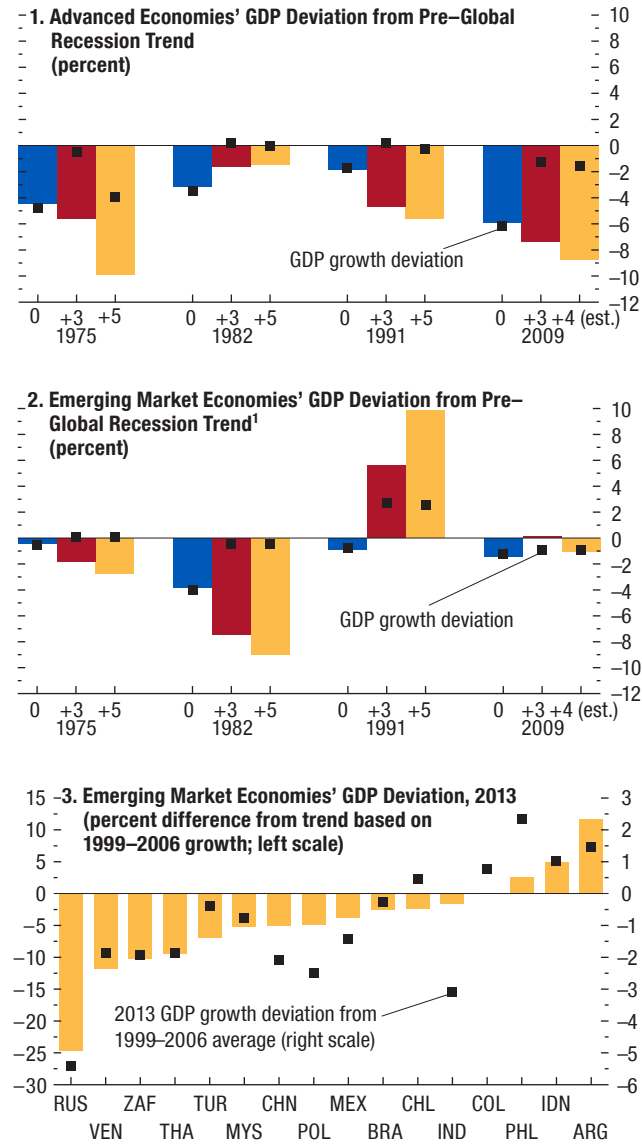 1. Advanced Economies' GDP Deviation from Pre–Global
Recession Trend
(percent)
10
8
6
4
2
0
−2
−4
−6
−8
−10
−12
GDP growth deviation
0 +3 +5 0 +3 +5 0 +3 +5 0 +3 +4 (est.)
1975 1982 1991 2009
2. Emerging Market Economies' GDP Deviation from Pre–
Global Recession Trend1
(percent)
10
8
6
4
2
0
−2
−4
−6
−8
−10
−12
GDP growth deviation
0 +3 +5 0 +3 +5 0 +3 +5 0 +3 +4 (est.)
1975 1982 1991 2009
3. Emerging Market Economies' GDP Deviation, 2013
(percent difference from trend based on
1999–2006 growth; left scale)
15 3
10 2
5 1
0 0
−5 −1
−10 −2
−15 −3
−20 −4
−25 −5
−30 −6
2013 GDP growth deviation from
1999–2006 average (right scale)
RUS ZAF TUR CHN MEX CHL COL IDN
VEN THA MYS POL BRA IND PHL ARG